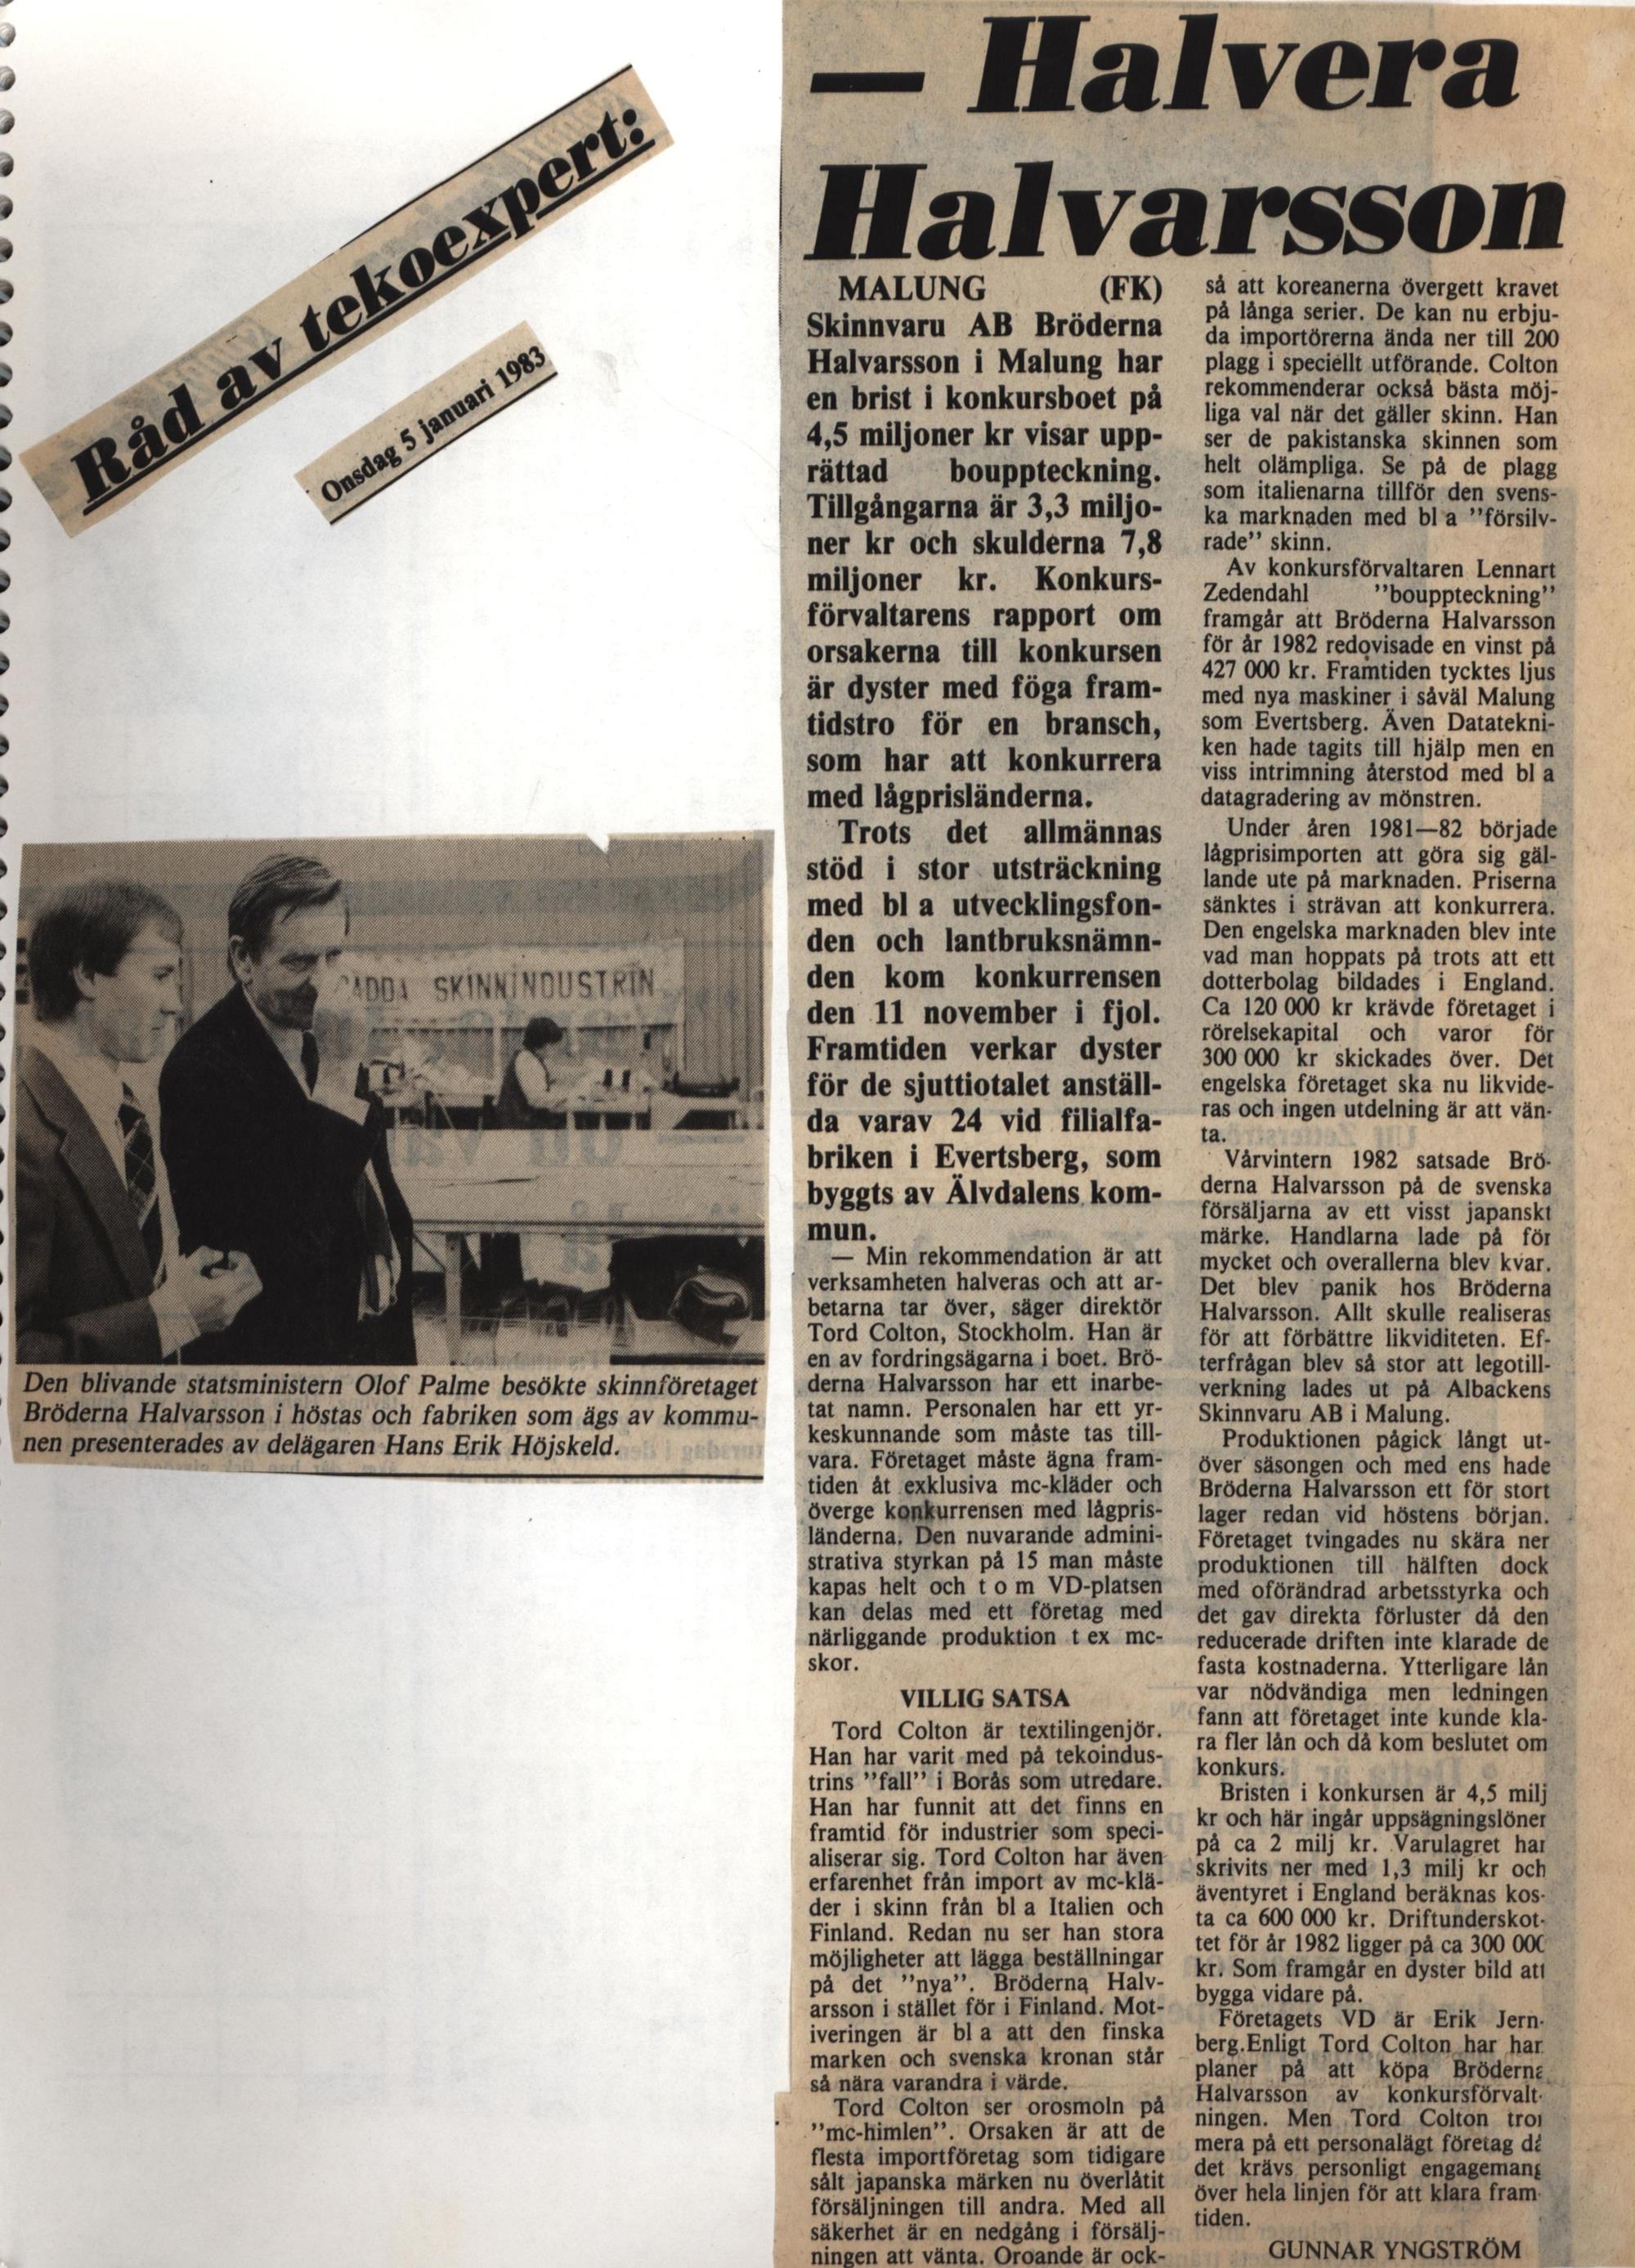 Råd av tekoexpert:
Onsdag 5 januari 1983
— Halvera
Halvarsson
MALUNG (FK)
Skinnvaru AB Bröderna
Halvarsson i Malung har
en brist i konkursboet på
4,5 miljoner kr visar upp-
rättad bouppteckning.
Tillgångarna är 3,3 miljo-
ner kr och skulderna 7,8
miljoner kr. Konkurs-
förvaltarens rapport om
orsakerna till konkursen
är dyster med föga fram-
tidstro för en bransch,
som har att konkurrera
med lågprisländerna.
Trots det allmännas
stöd i stor utsträckning
med bl a utvecklingsfon-
den och lantbruksnämn-
den kom konkurrensen
den 11 november i fjol.
Framtiden verkar dyster
för de sjuttiotalet anställ-
da varav 24 vid filialfa-
briken i Evertsberg, som
byggts av Älvdalens kom-
mun.
— Min rekommendation är att
verksamheten halveras och att ar-
betarna tar över, säger direktör
Tord Colton, Stockholm. Han är
en av fordringsägarna i boet. Brö-
derna Halvarsson har ett inarbe-
tat namn. Personalen har ett yr-
keskunnande som måste tas till-
vara. Företaget måste ägna fram-
tiden åt exklusiva mc-kläder och
överge konkurrensen med lågpris-
länderna. Den nuvarande admini-
strativa styrkan på 15 man måste
kapas helt och t o m VD-platsen
kan delas med ett företag med
närliggande produktion t ex mc-
skor.
VILLIG SATSA
Tord Colton är textilingenjör.
Han har varit med på tekoindus-
trins ”fall” i Borås som utredare.
Han har funnit att det finns en
framtid för industrier som speci-
aliserar sig. Tord Colton har även
erfarenhet från import av mc-klä-
der i skinn från bl a Italien och
Finland. Redan nu ser han stora
möjligheter att lägga beställningar
på det ”nya”. Bröderna Halv-
arsson i stället för i Finland. Mot-
iveringen är bl a att den finska
marken och svenska kronan står
så nära varandra i värde.
Tord Colton ser orosmoln på
”mc-himlen”. Orsaken är att de
flesta importföretag som tidigare
sålt japanska märken nu överlåtit
försäljningen till andra. Med all
säkerhet är en nedgång i försälj-
ningen att vänta. Oroande är ock-
så att koreanerna övergett kravet
på långa serier. De kan nu erbju-
da importörerna ända ner till 200
plagg i speciellt utförande. Colton
rekommenderar också bästa möj-
liga val när det gäller skinn. Han
ser de pakistanska skinnen som
helt olämpliga. Se på de plagg
som italienarna tillför den svens-
ka marknaden med bl a ”försilv-
rade” skinn.
Av konkursförvaltaren Lennart
Zedendahl ”bouppteckning”
framgår att Bröderna Halvarsson
för år 1982 redovisade en vinst på
427 000 kr. Framtiden tycktes ljus
med nya maskiner i såväl Malung
som Evertsberg. Även Datatekni-
ken hade tagits till hjälp men en
viss intrimning återstod med bl a
datagradering av mönstren.
Under åren 1981—82 började
lågprisimporten att göra sig gäl-
lande ute på marknaden. Priserna
sänktes i strävan att konkurrera.
Den engelska marknaden blev inte
vad man hoppats på trots att ett
dotterbolag bildades i England.
Ca 120 000 kr krävde företaget i
rörelsekapital och varor för
300 000 kr skickades över. Det
engelska företaget ska nu likvide-
ras och ingen utdelning är att vän-
ta.
Vårvintern 1982 satsade Brö-
derna Halvarsson på de svenska
försäljarna av ett visst japanskt
märke. Handlarna lade på för
mycket och overallerna blev kvar.
Det blev panik hos Bröderna
Halvarsson. Allt skulle realiseras
för att förbättre likviditeten. Ef-
terfrågan blev så stor att legotill-
verkning lades ut på Albackens
Skinnvaru AB i Malung.
Produktionen pågick långt ut-
över säsongen och med ens hade
Bröderna Halvarsson ett för stort
lager redan vid höstens början.
Företaget tvingades nu skära ner
produktionen till hälften dock
med oförändrad arbetsstyrka och
det gav direkta förluster då den
reducerade driften inte klarade de
fasta kostnaderna. Ytterligare lån
var nödvändiga men ledningen
fann att företaget inte kunde kla-
ra fler lån och då kom beslutet om
konkurs.
Bristen i konkursen är 4,5 milj
kr och här ingår uppsägningslöner
på ca 2 milj kr. Varulagret har
skrivits ner med 1,3 milj kr och
äventyret i England beräknas kos-
ta ca 600 000 kr. Driftunderskot-
tet för år 1982 ligger på ca 300 000
kr. Som framgår en dyster bild att
bygga vidare på.
Företagets VD är Erik Jern-
berg.Enligt Tord Colton har har
planer på att köpa Bröderna
Halvarsson av konkursförvalt-
ningen. Men Tord Colton tror
mera på ett personalägt företag då
det krävs personligt engagemang
över hela linjen för att klara fram-
tiden.
GUNNAR YNGSTRÖM
SKINNINDUSTRIN
Den blivande statsministern Olof Palme besökte skinnföretaget
Bröderna Halvarsson i höstas och fabriken som ägs av kommu-
nen presenterades av delägaren Hans Erik Höjskeld.